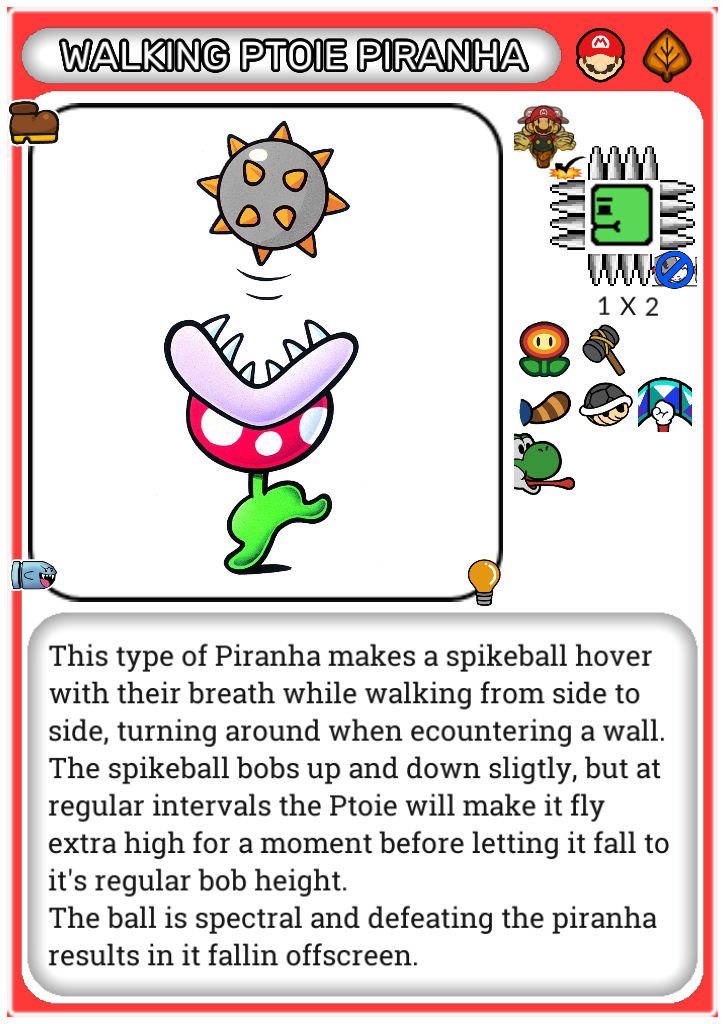 WALKING PTOIE PIRANHA
1 X 2
This type of Piranha makes a spikeball hover
with their breath while walking from side to
side, turning around when ecountering a wall.
The spikeball bobs up and down sligtly, but at
regular intervals the Ptoie will make it fly
extra high for a moment before letting it fall to
it's regular bob height.
The ball is spectral and defeating the piranha
results in it fallin offscreen.